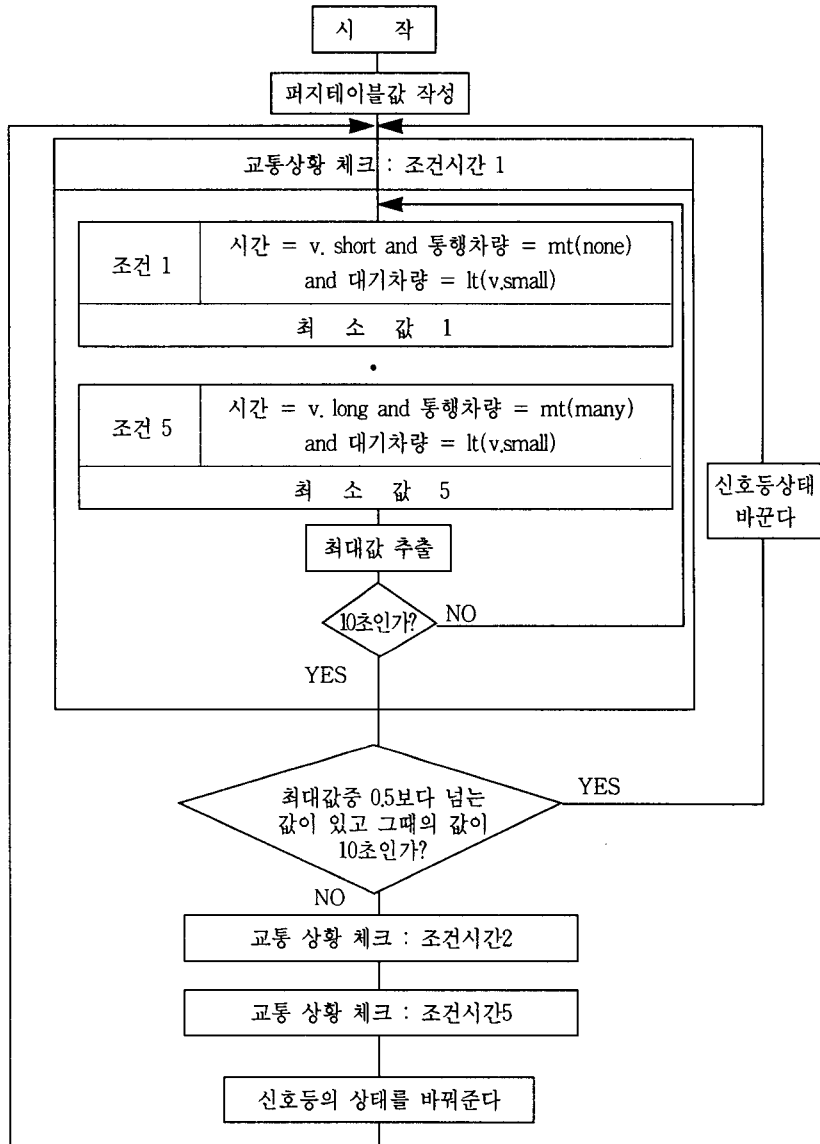 시 작
퍼지테이블값 작성
교통상황 체크 : 조건시간 1
조건 1
시간 = v. short and 통행차량 = mt(none)
and 대기차량 = lt(v.small)
최 소 값 1
조건 5
시간 = v. long and 통행차량 = mt(many)
and 대기차량 = lt(v.small)
최 소 값 5
신호등상태
바꾼다
최대값 추출
10초인가?
NO
YES
최대값중 0.5보다 넘는
값이 있고 그때의 값이
10초인가?
YES
NO
교통 상황 체크 : 조건시간2
교통 상황 체크 : 조건시간5
신호등의 상태를 바꿔준다